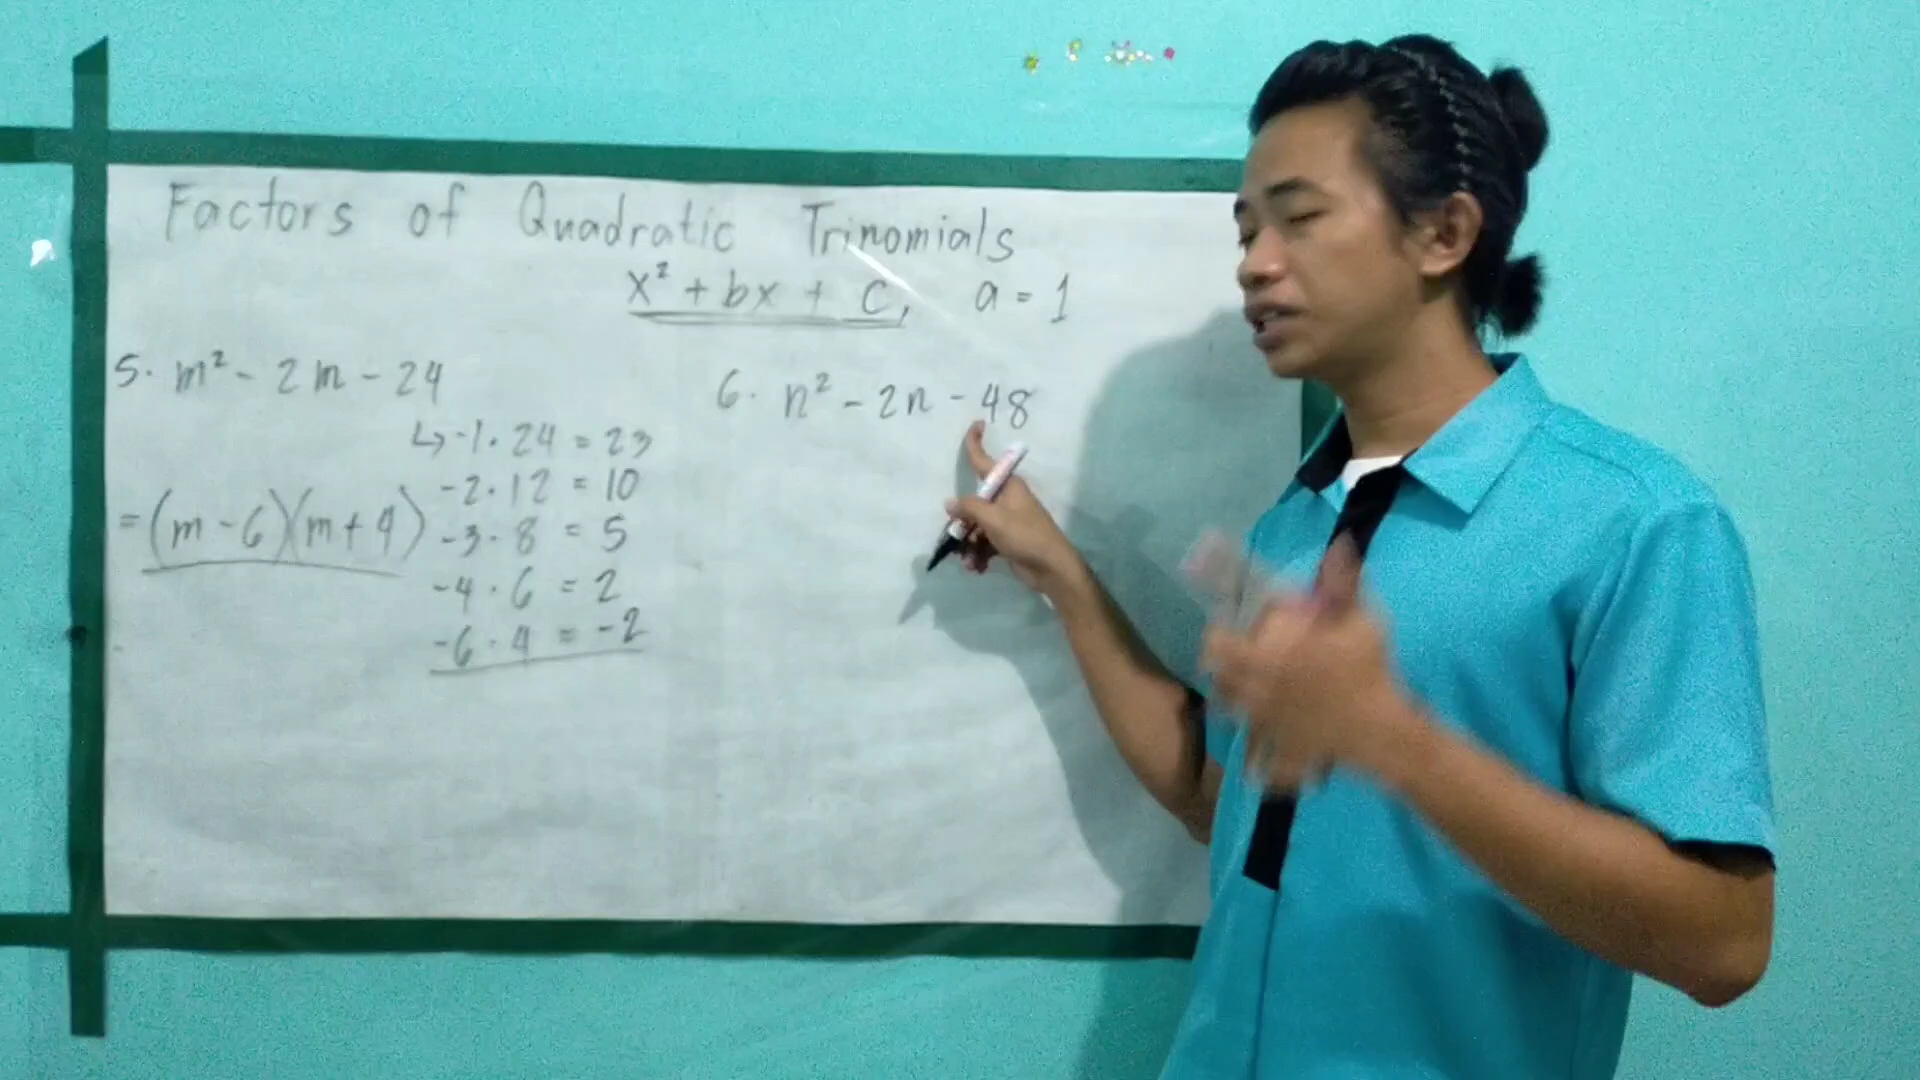 Factors of Quadratic Trinomials
x² + bx + c, a = 1
5. m² - 2m - 24
↳ -1 · 24 = 23
-2 · 12 = 10
-3 · 8 = 5
-4 · 6 = 2
-6 · 4 = -2
= (m - 6)(m + 4)
6. n² - 2n - 48